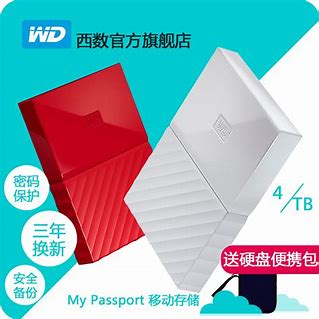 WD 西数官方旗舰店
密码
保护
三年
换新
安全
备份
4/TB
送硬盘便携包
My Passport 移动存储